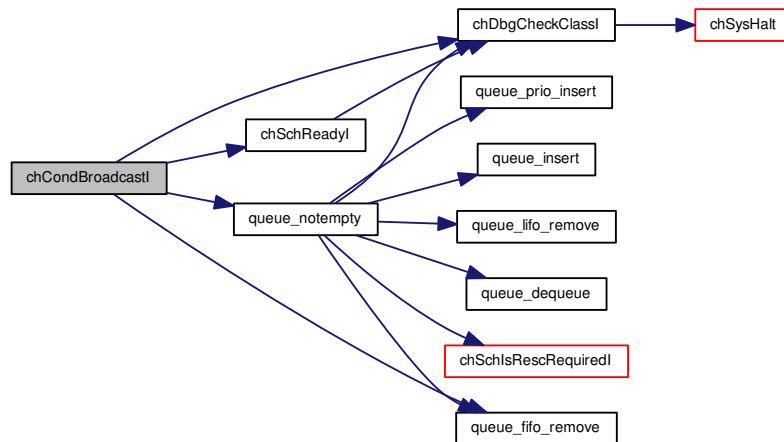 chCondBroadcastI
chSchReadyI
queue_notempty
chDbgCheckClassI
chSysHalt
queue_prio_insert
queue_insert
queue_lifo_remove
queue_dequeue
chSchIsRescRequiredI
queue_fifo_remove